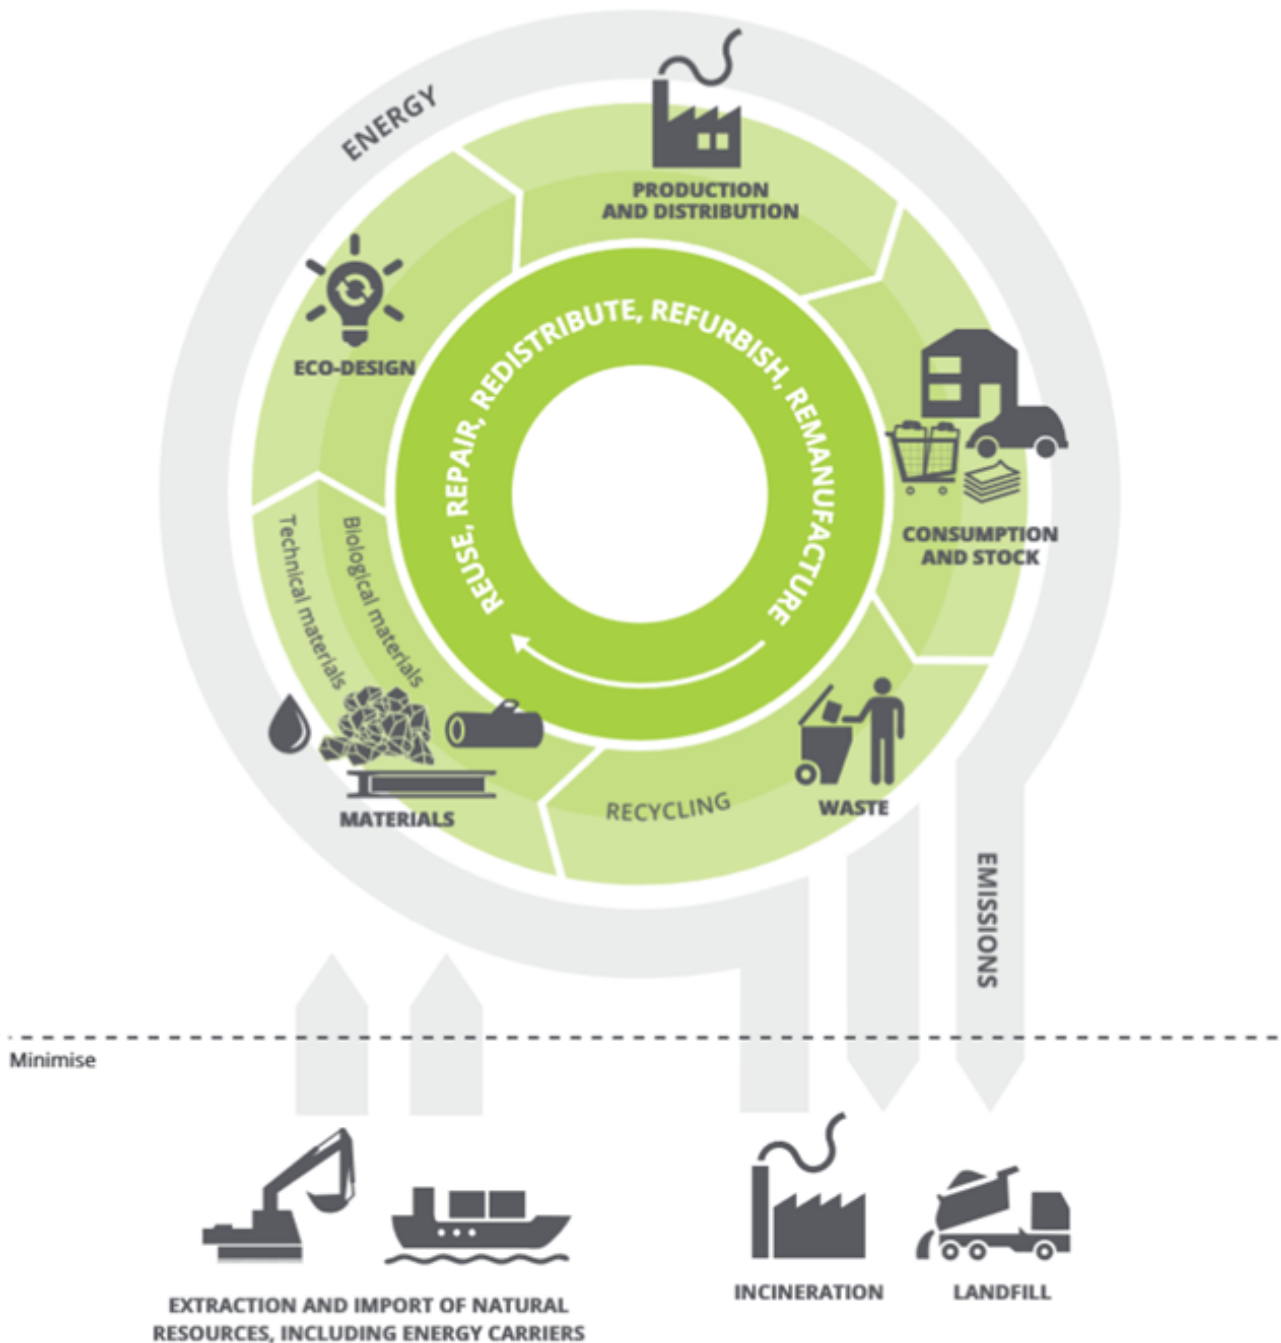 ENERGY
PRODUCTION
AND DISTRIBUTION
ECO-DESIGN
REUSE, REPAIR, REDISTRIBUTE, REFURBISH, REMANUFACTURE
CONSUMPTION
AND STOCK
Technical materials
Biological materials
MATERIALS
RECYCLING
WASTE
EMISSIONS
Minimise
EXTRACTION AND IMPORT OF NATURAL
RESOURCES, INCLUDING ENERGY CARRIERS
INCINERATION
LANDFILL